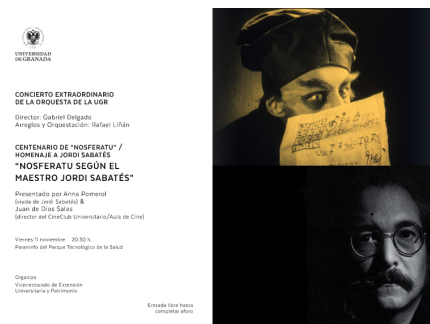 UNIVERSIDAD
DE GRANADA
CONCIERTO EXTRAORDINARIO
DE LA ORQUESTA DE LA UGR
Director: Gabriel Delgado
Arreglos y Orquestación: Rafael Liñán
CENTENARIO DE “NOSFERATU” /
HOMENAJE A JORDI SABATÉS
“NOSFERATU SEGÚN EL
MAESTRO JORDI SABATÉS”
Presentado por Anna Pomerol
(viuda de Jordi Sabatés) &
Juan de Dios Salas
(director del CineClub Universitario/Aula de Cine)
Viernes 11 noviembre 20:30 h.
Paraninfo del Parque Tecnológico de la Salud
Organiza
Vicerrectorado de Extensión
Universitaria y Patrimonio
Entrada libre hasta
completar aforo